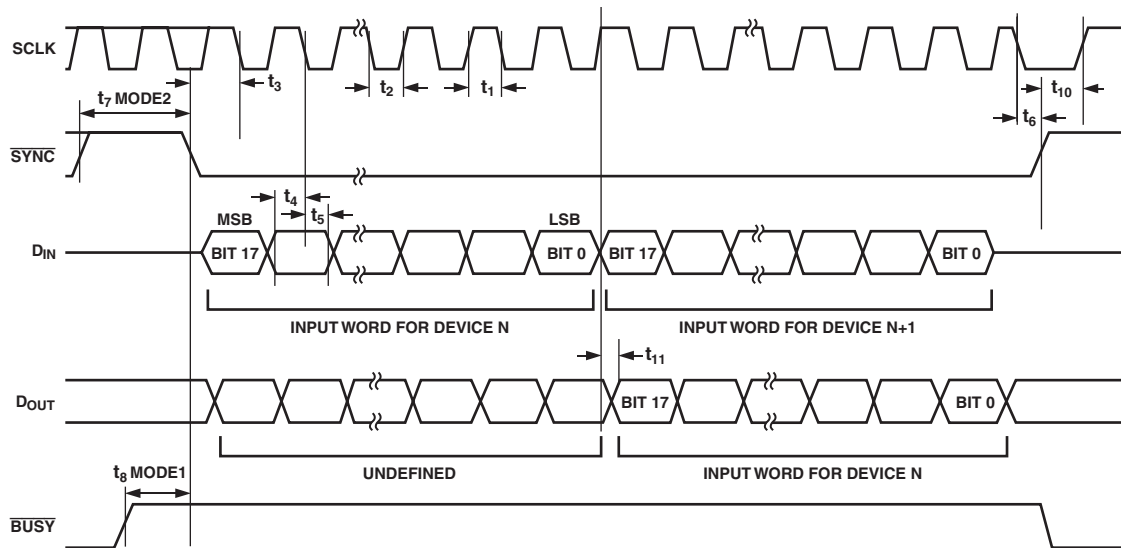 SCLK
t3
t2
t1
t10
t7 MODE2
t6
SYNC
t4
t5
MSB
LSB
DIN
BIT 17
BIT 0
BIT 17
BIT 0
INPUT WORD FOR DEVICE N
INPUT WORD FOR DEVICE N+1
t11
DOUT
BIT 17
BIT 0
UNDEFINED
INPUT WORD FOR DEVICE N
t8 MODE1
BUSY